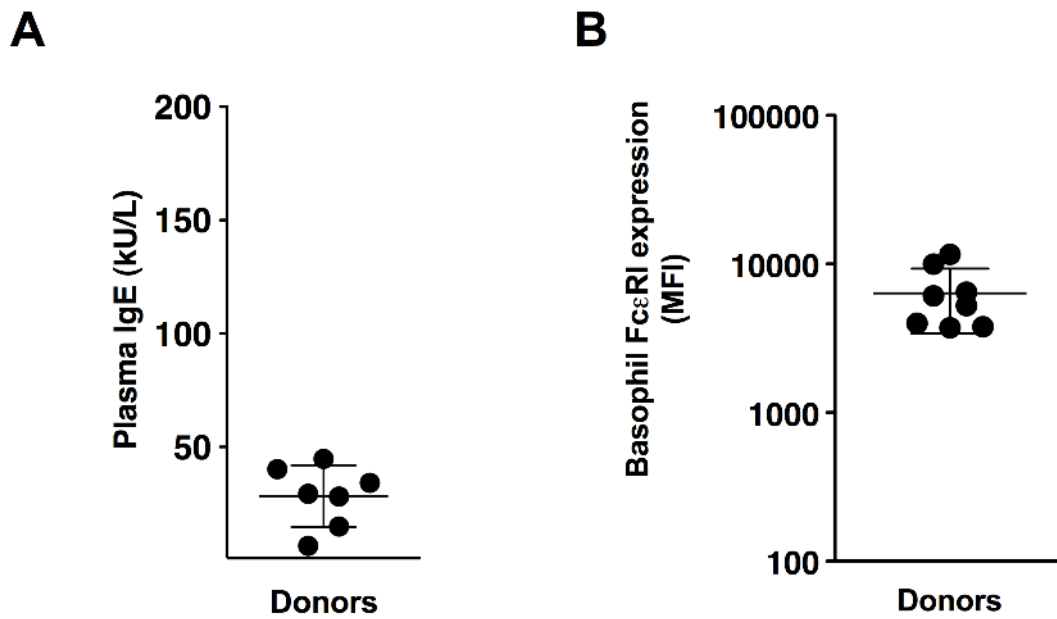 A
B
Plasma IgE (kU/L)
200
150
100
50
Donors
Basophil FcεRI expression
(MFI)
100000
10000
1000
100
Donors